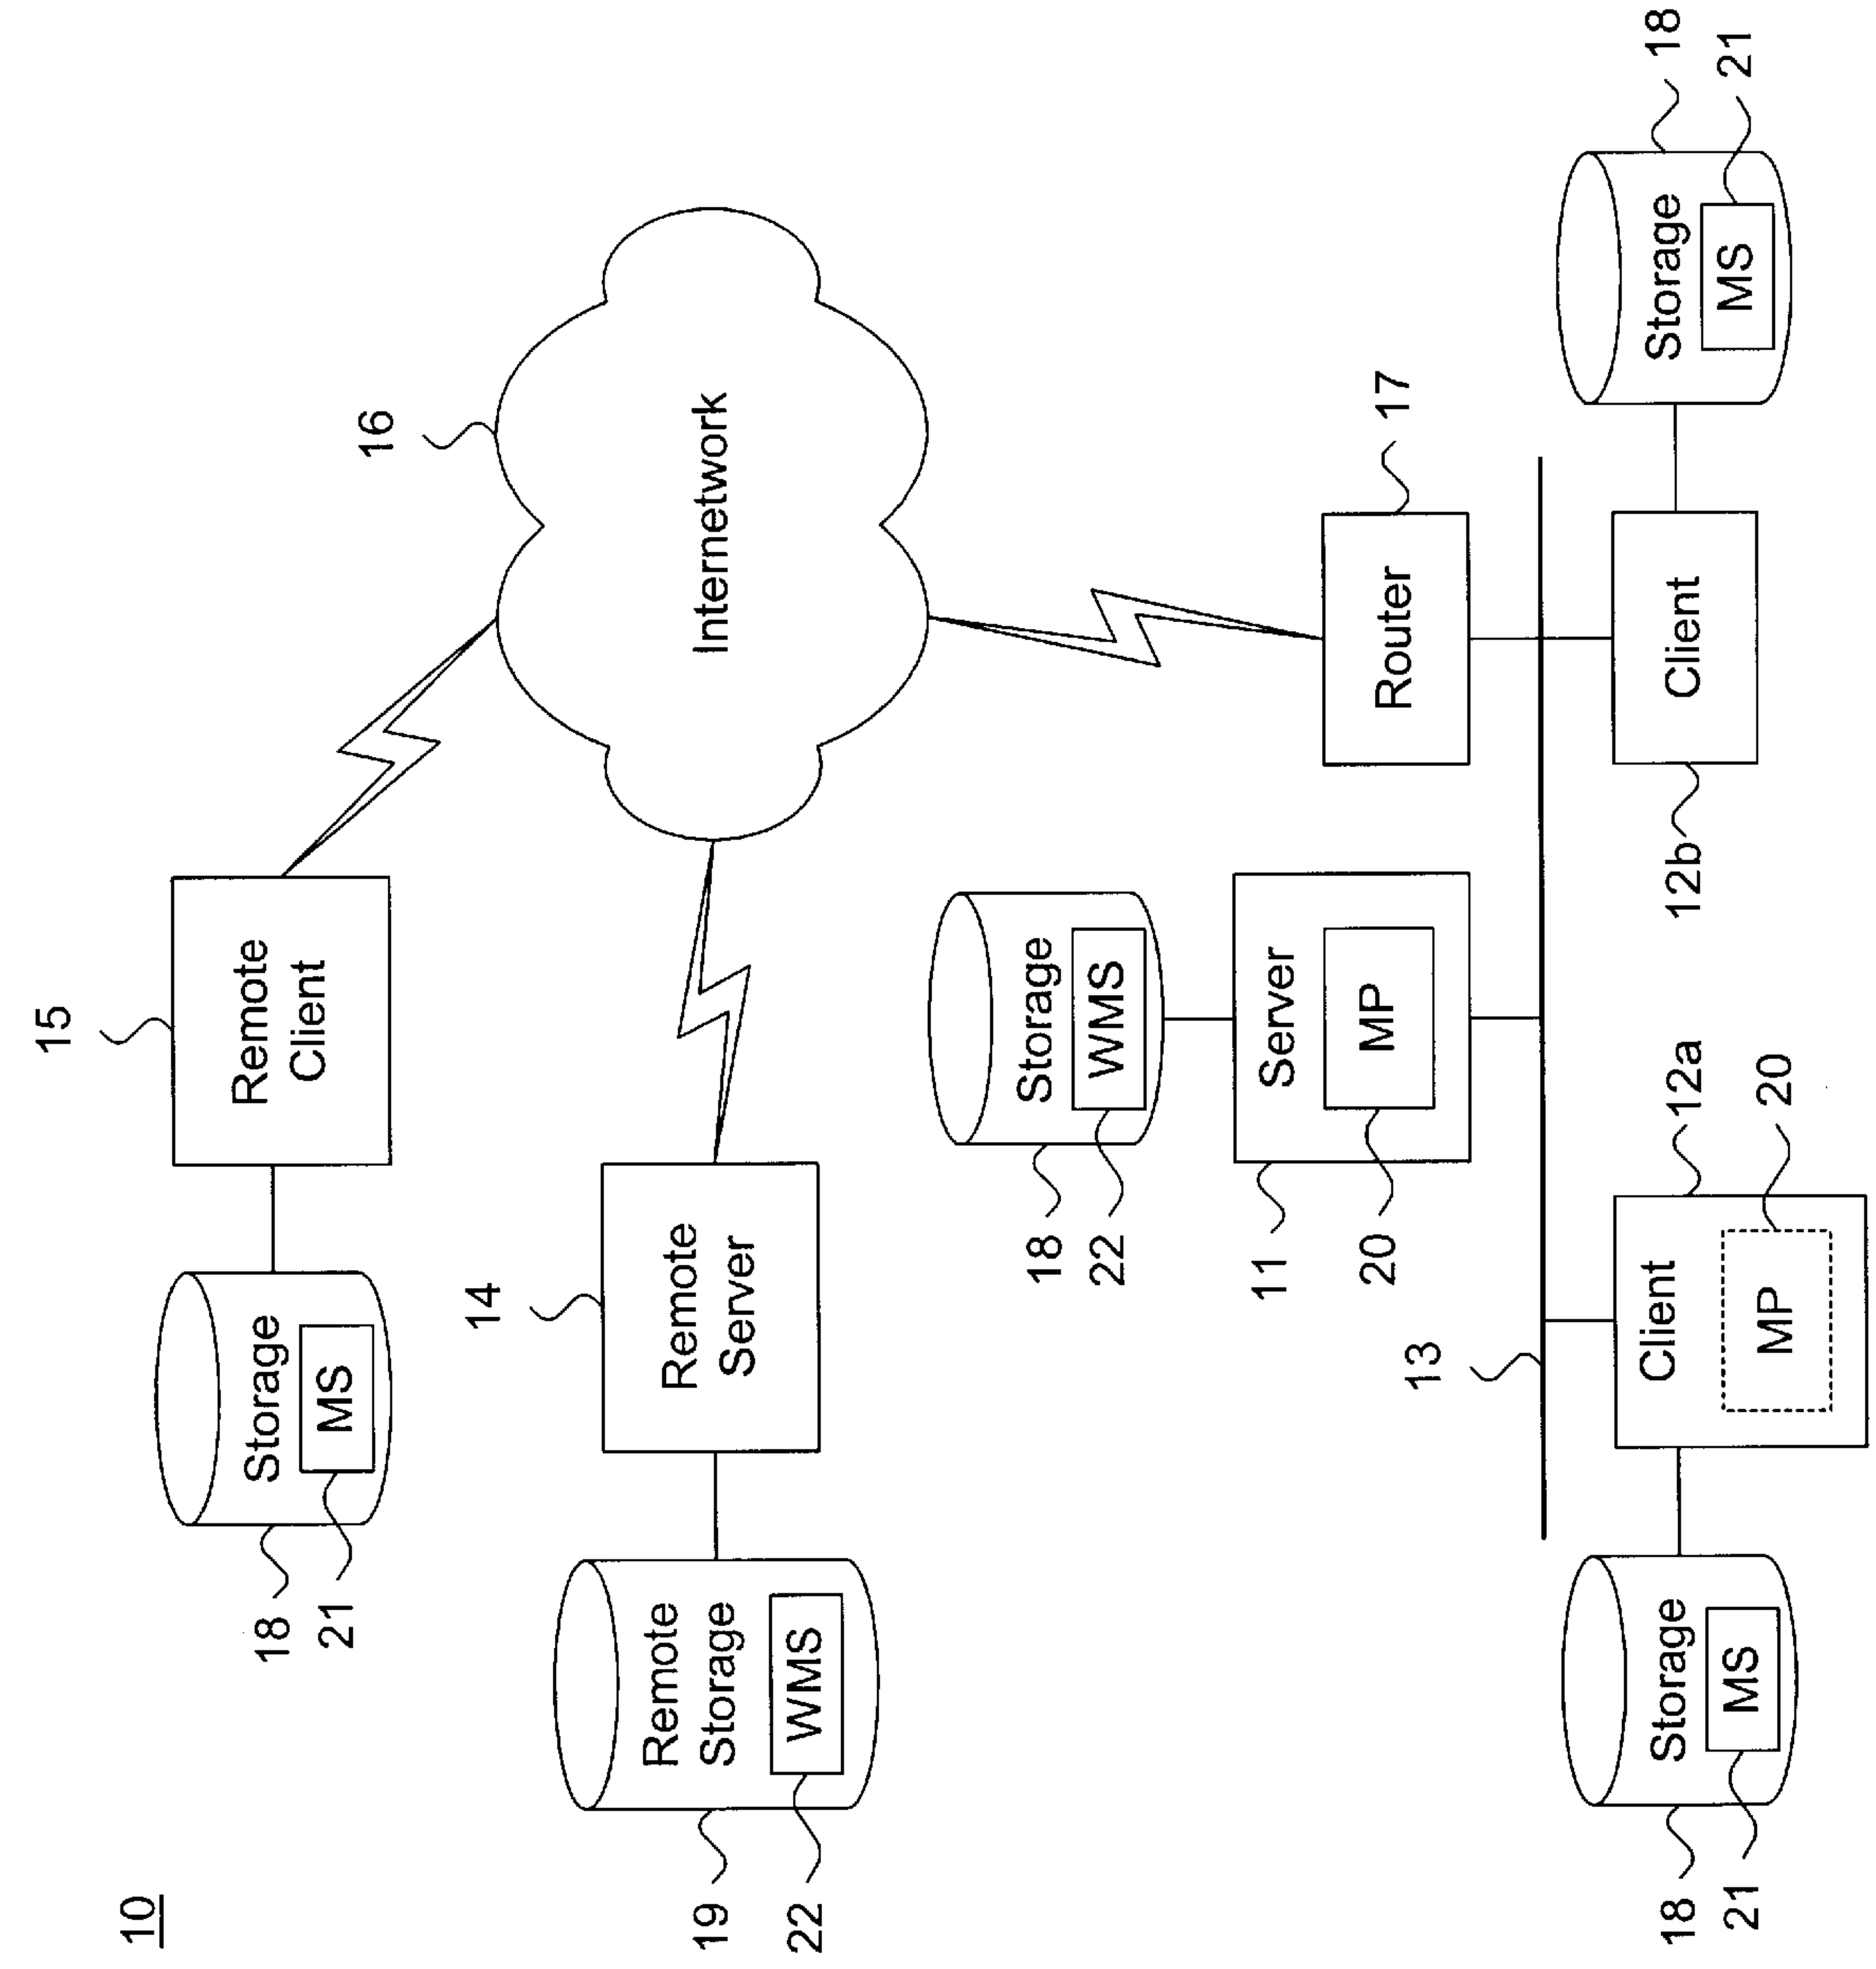 10
15
Remote
Client
18
Storage
MS
21
16
Internetwork
14
Remote
Server
19
Remote
Storage
WMS
22
18
Storage
WMS
22
11
Server
MP
20
Router
17
13
12a
Client
MP
20
18
Storage
MS
21
12b
Client
18
Storage
MS
21